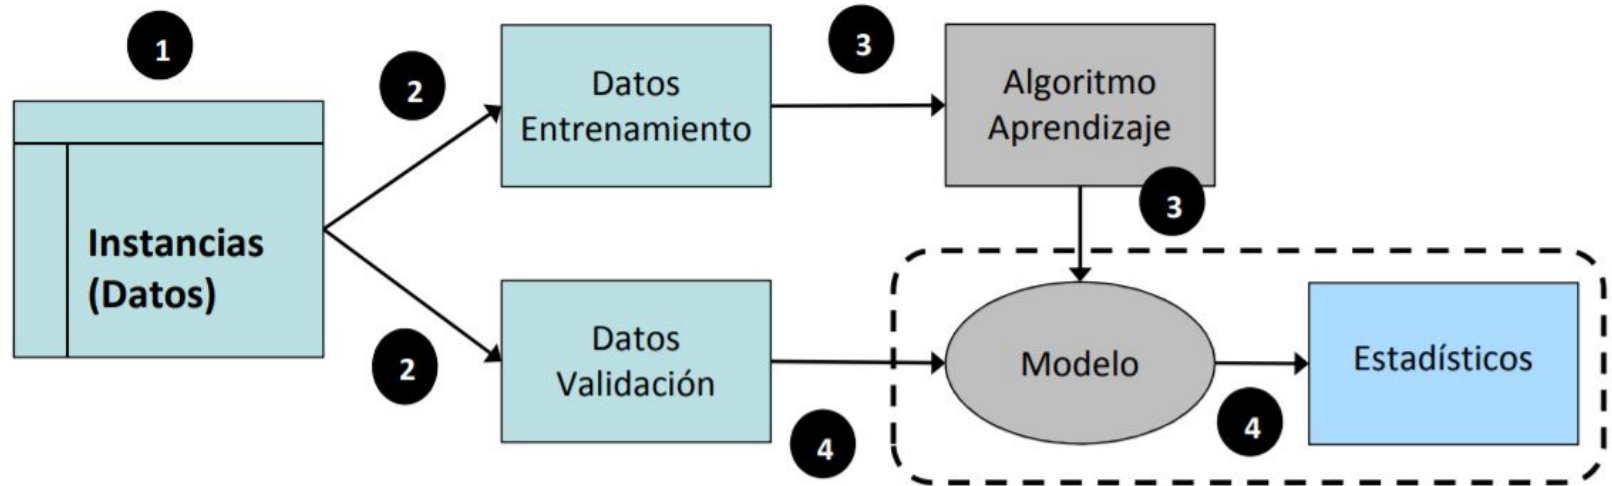 1
2
Datos
Entrenamiento
3
Algoritmo
Aprendizaje
3
Instancias
(Datos)
2
Datos
Validación
4
Modelo
4
Estadísticos